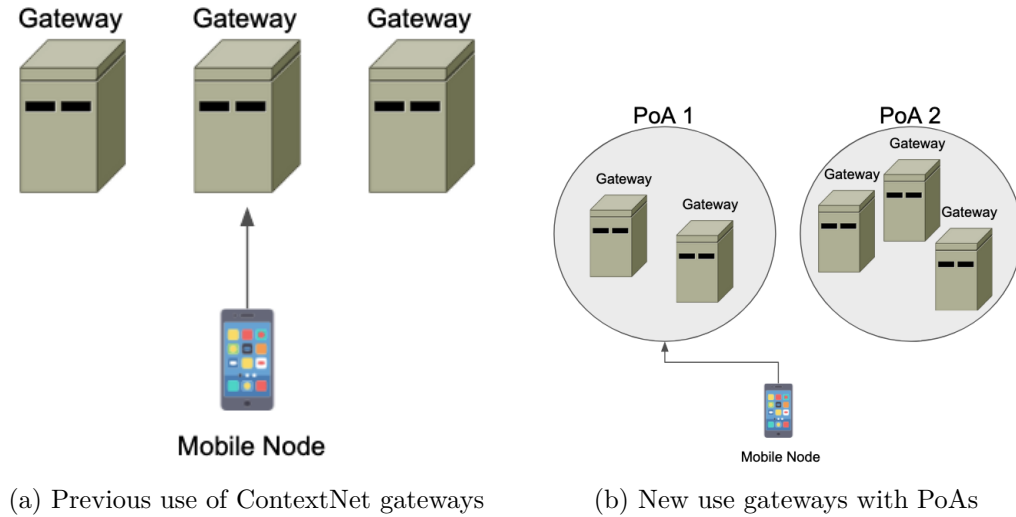 Gateway Gateway Gateway
Mobile Node
(a) Previous use of ContextNet gateways
PoA 1 PoA 2
Gateway
Gateway Gateway
Gateway Gateway
Mobile Node
(b) New use gateways with PoAs